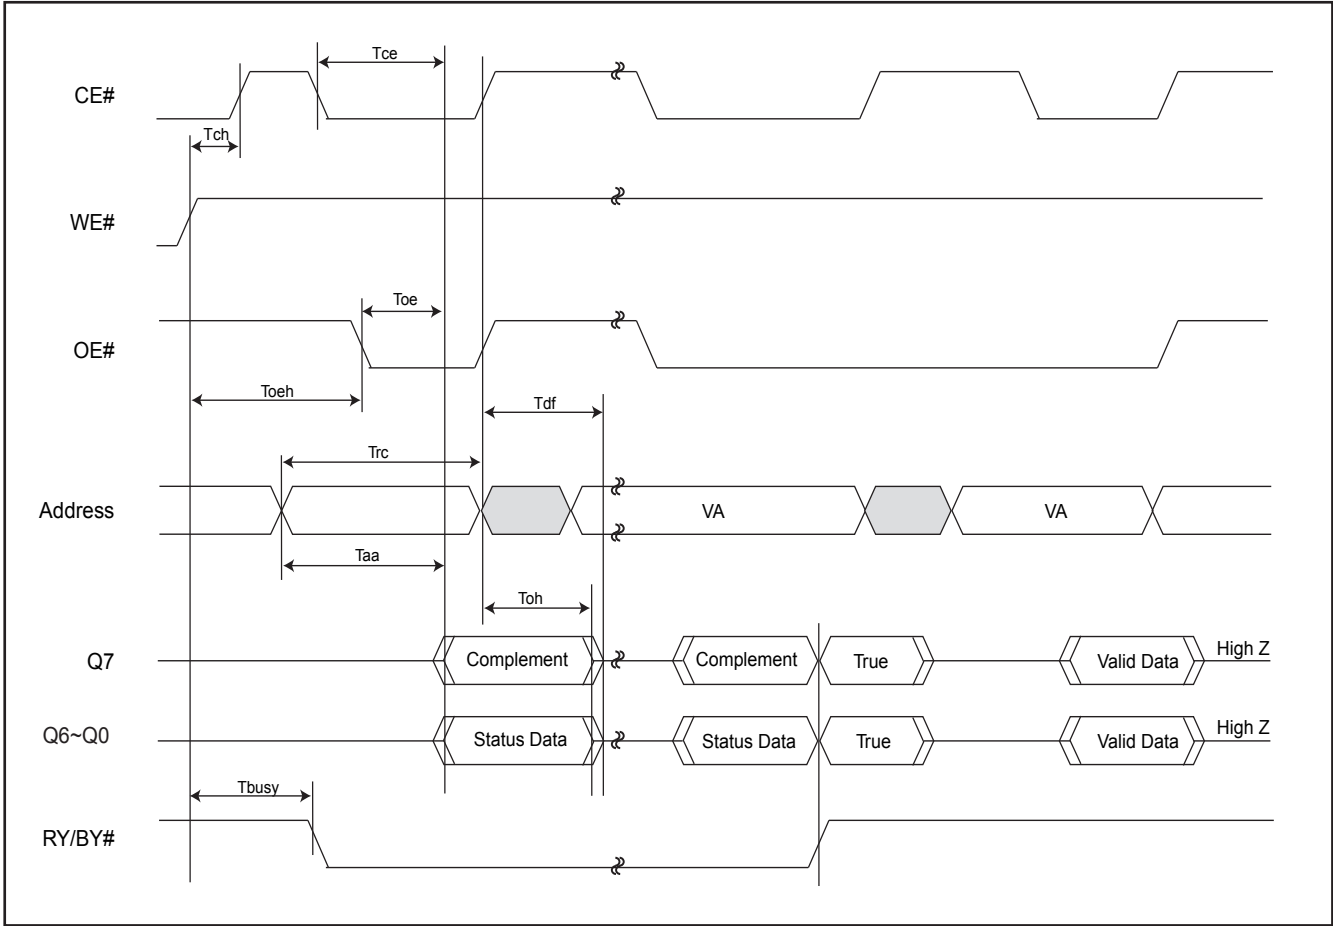 Tce
CE#
Tch
WE#
Toe
OE#
Toeh
Tdf
Trc
Address
VA
VA
Taa
Toh
Q7
Complement
Complement
True
Valid Data
High Z
Q6~Q0
Status Data
Status Data
True
Valid Data
High Z
Tbusy
RY/BY#